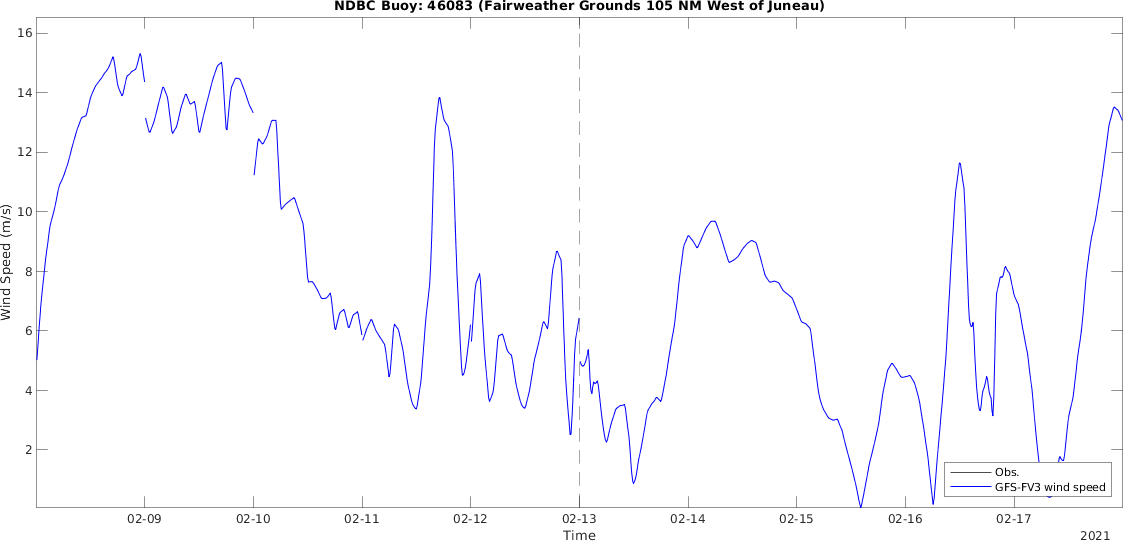 NDBC Buoy: 46083 (Fairweather Grounds 105 NM West of Juneau)
16
14
12
10
8
6
4
2
Wind Speed (m/s)
Obs.
GFS-FV3 wind speed
02-09 02-10 02-11 02-12 02-13 02-14 02-15 02-16 02-17
Time
2021